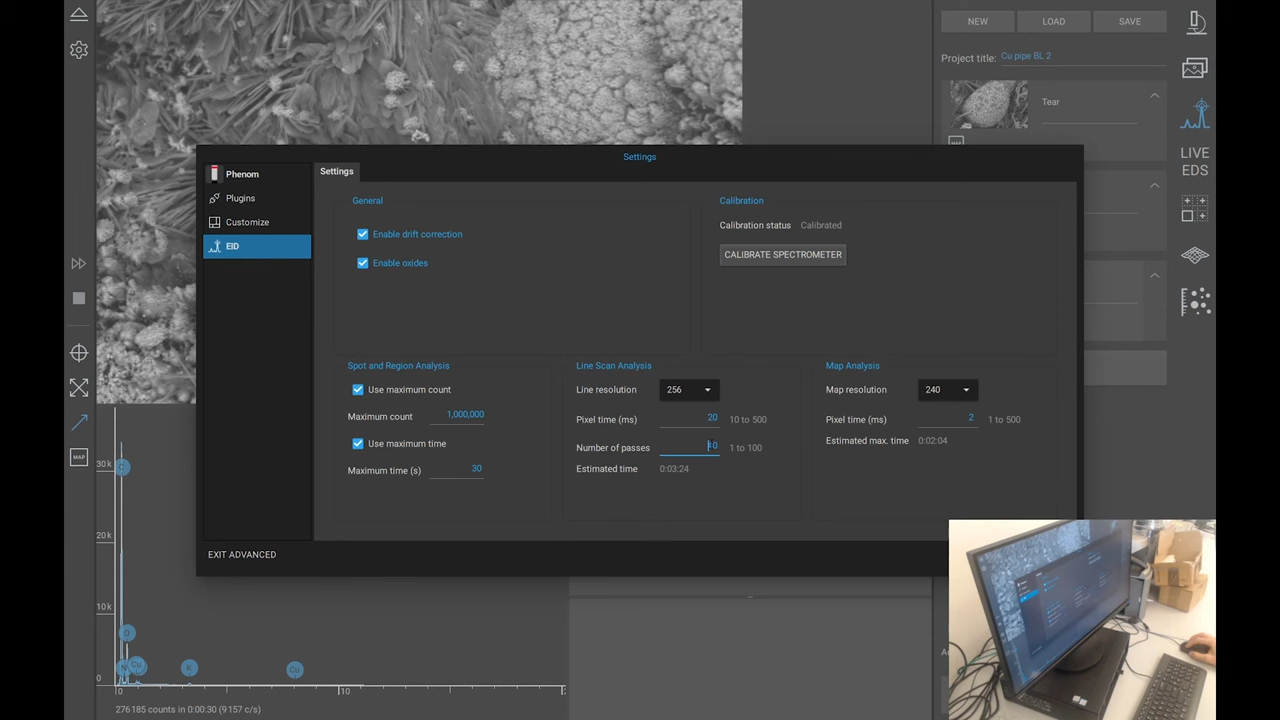 NEW
LOAD
SAVE
Project title: Cu pipe BL 2
Tear
LIVE
EDS
Settings
Phenom
Plugins
Customize
EID
Settings
General
Enable drift correction
Enable oxides
Calibration
Calibration status Calibrated
CALIBRATE SPECTROMETER
Spot and Region Analysis
Use maximum count
Maximum count 1,000,000
Use maximum time
Maximum time (s) 30
Line Scan Analysis
Line resolution 256
Pixel time (ms) 20 10 to 500
Number of passes 40 1 to 100
Estimated time 0:03:24
Map Analysis
Map resolution 240
Pixel time (ms) 2 1 to 500
Estimated max. time 0:02:04
EXIT ADVANCED
MAP
30k
20k
10k
0
Cu
K
Cu
0
10
276185 counts in 0:00:30 (9157 c/s)